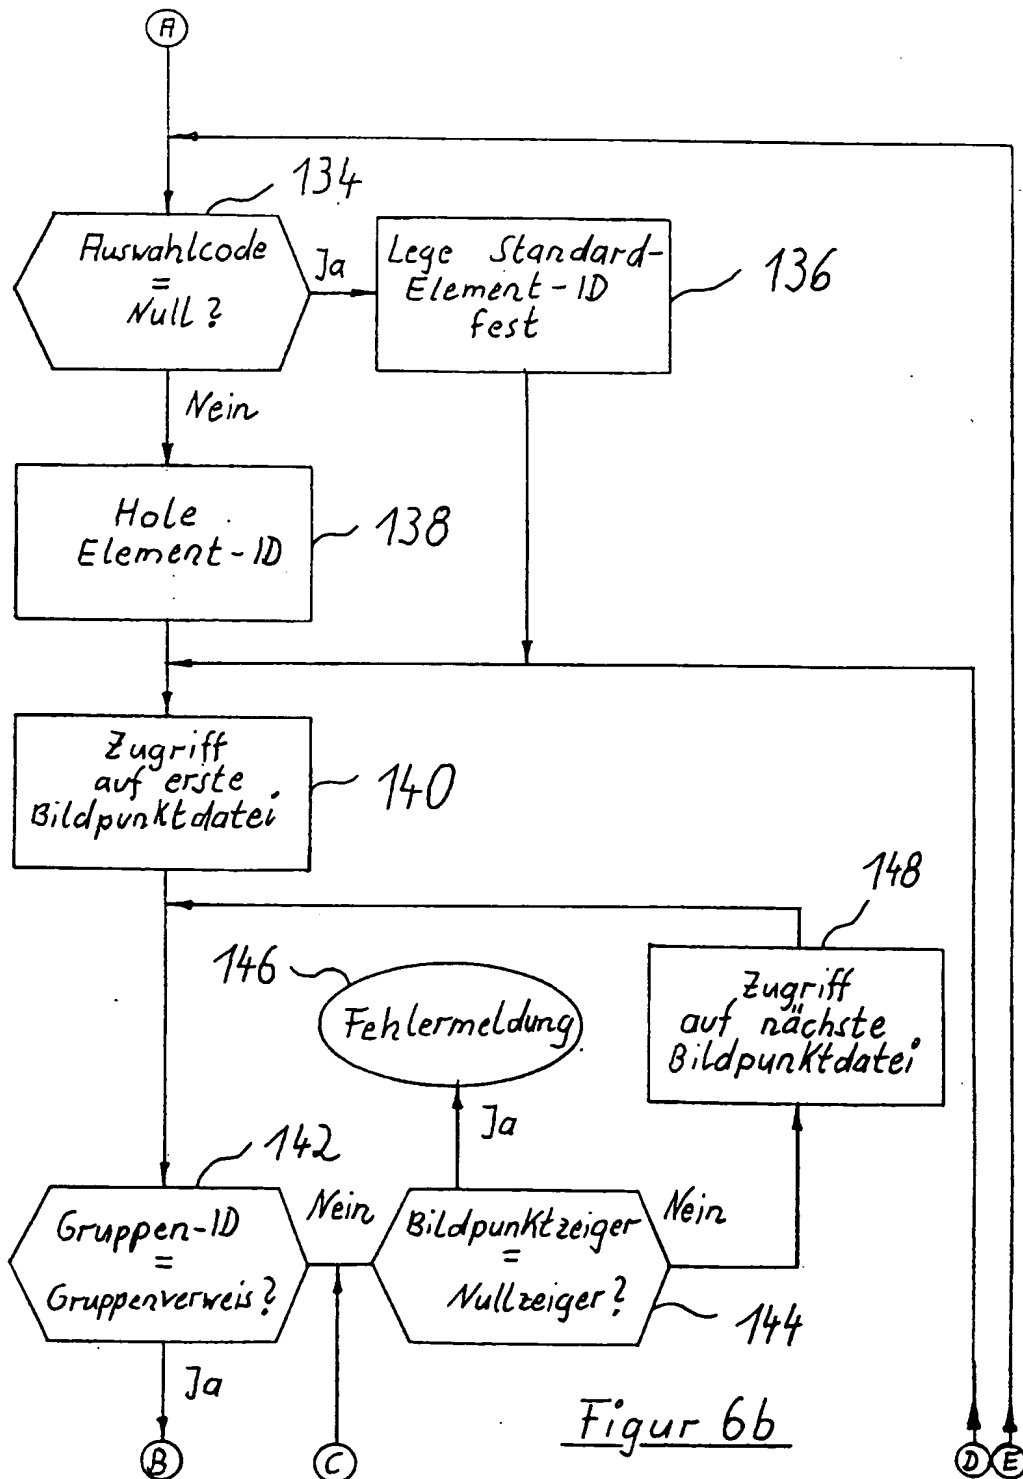 A
134
Auswahlcode
=
Null?
Ja
Lege Standard-
Element-ID
fest
136
Nein
Hole
Element-ID
138
Zugriff
auf erste
Bildpunktdatei
140
148
Zugriff
auf nächste
Bildpunktdatei
146
Fehlermeldung
Ja
142
Gruppen-ID
=
Gruppenverweis?
Nein
Bildpunktzeiger
=
Nullzeiger?
Nein
144
Ja
Figur 6b
B
C
D
E